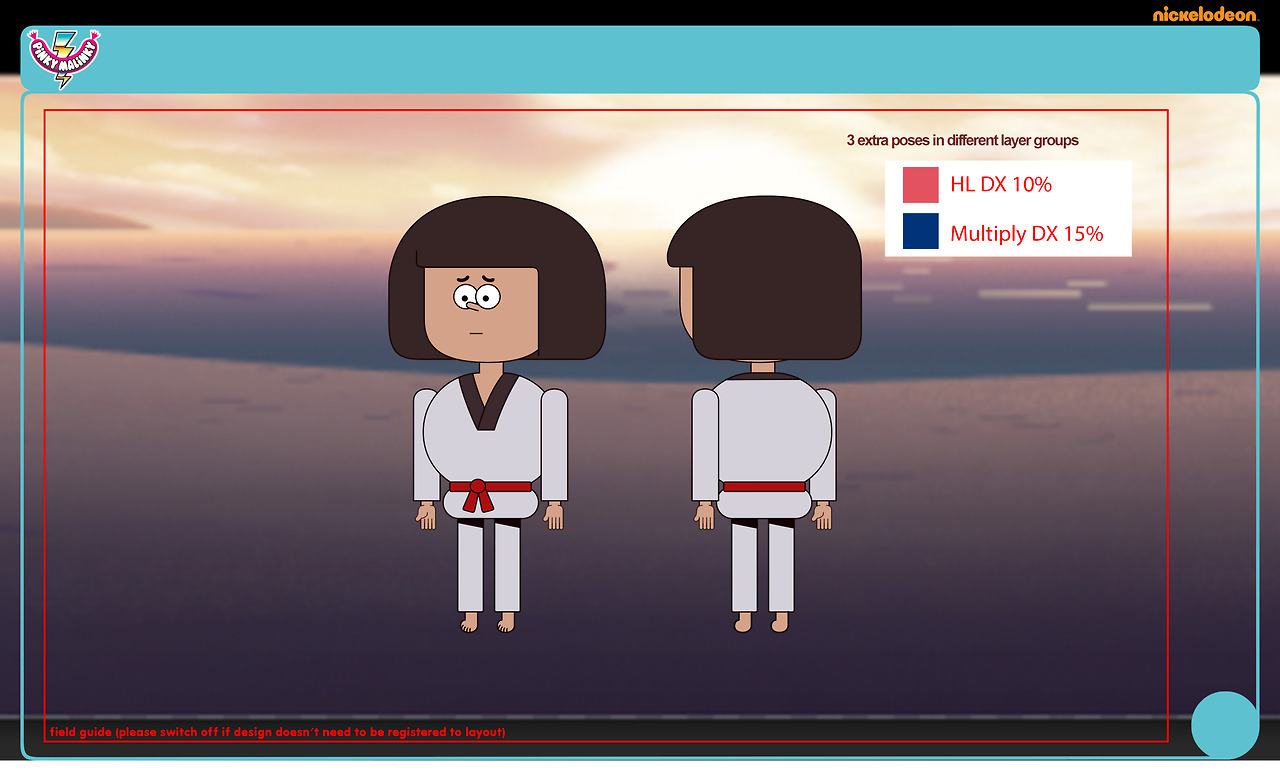 nickelodeon
PINKY MALINKY
3 extra poses in different layer groups
HL DX 10%
Multiply DX 15%
field guide (please switch off if design doesn't need to be registered to layout)